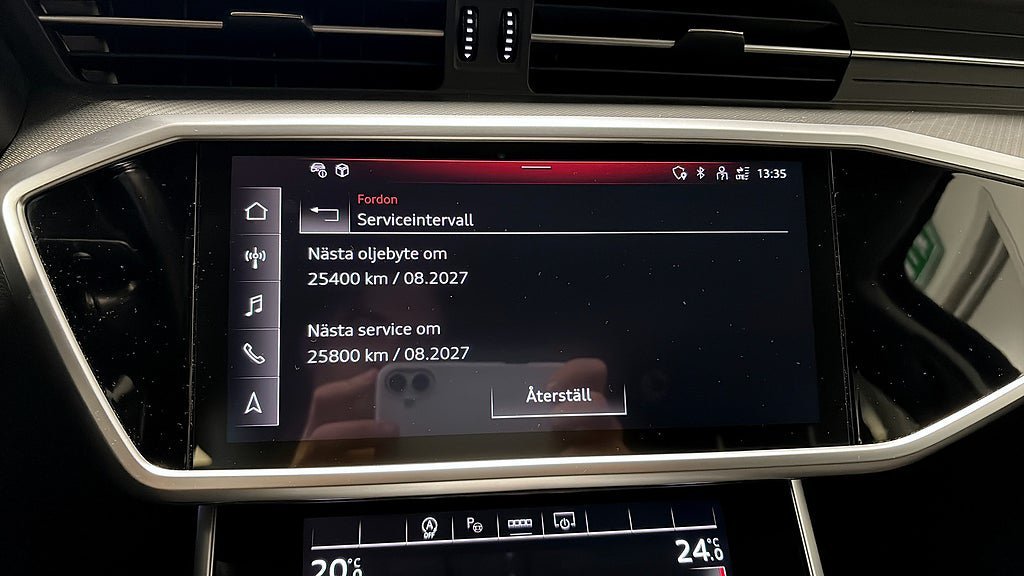 13:35
Fordon
Serviceintervall
Nästa oljebyte om
25400 km / 08.2027
Nästa service om
25800 km / 08.2027
Återställ
A
OFF
P
20°C
24.0°C